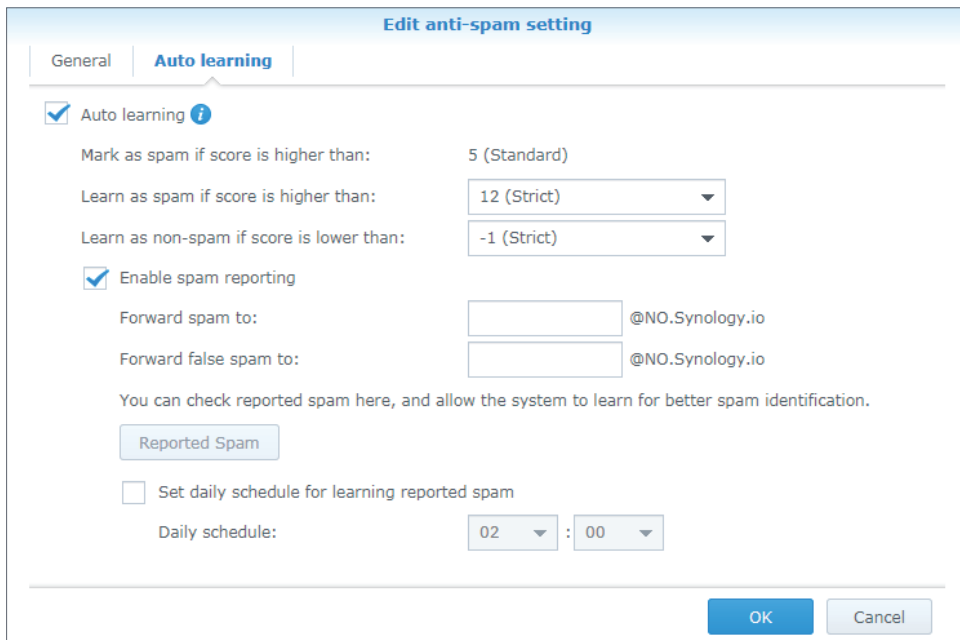 Edit anti-spam setting
General Auto learning
Auto learning i
Mark as spam if score is higher than: 5 (Standard)
Learn as spam if score is higher than: 12 (Strict)
Learn as non-spam if score is lower than: -1 (Strict)
Enable spam reporting
Forward spam to: @NO.Synology.io
Forward false spam to: @NO.Synology.io
You can check reported spam here, and allow the system to learn for better spam identification.
Reported Spam
Set daily schedule for learning reported spam
Daily schedule: 02 : 00
OK Cancel